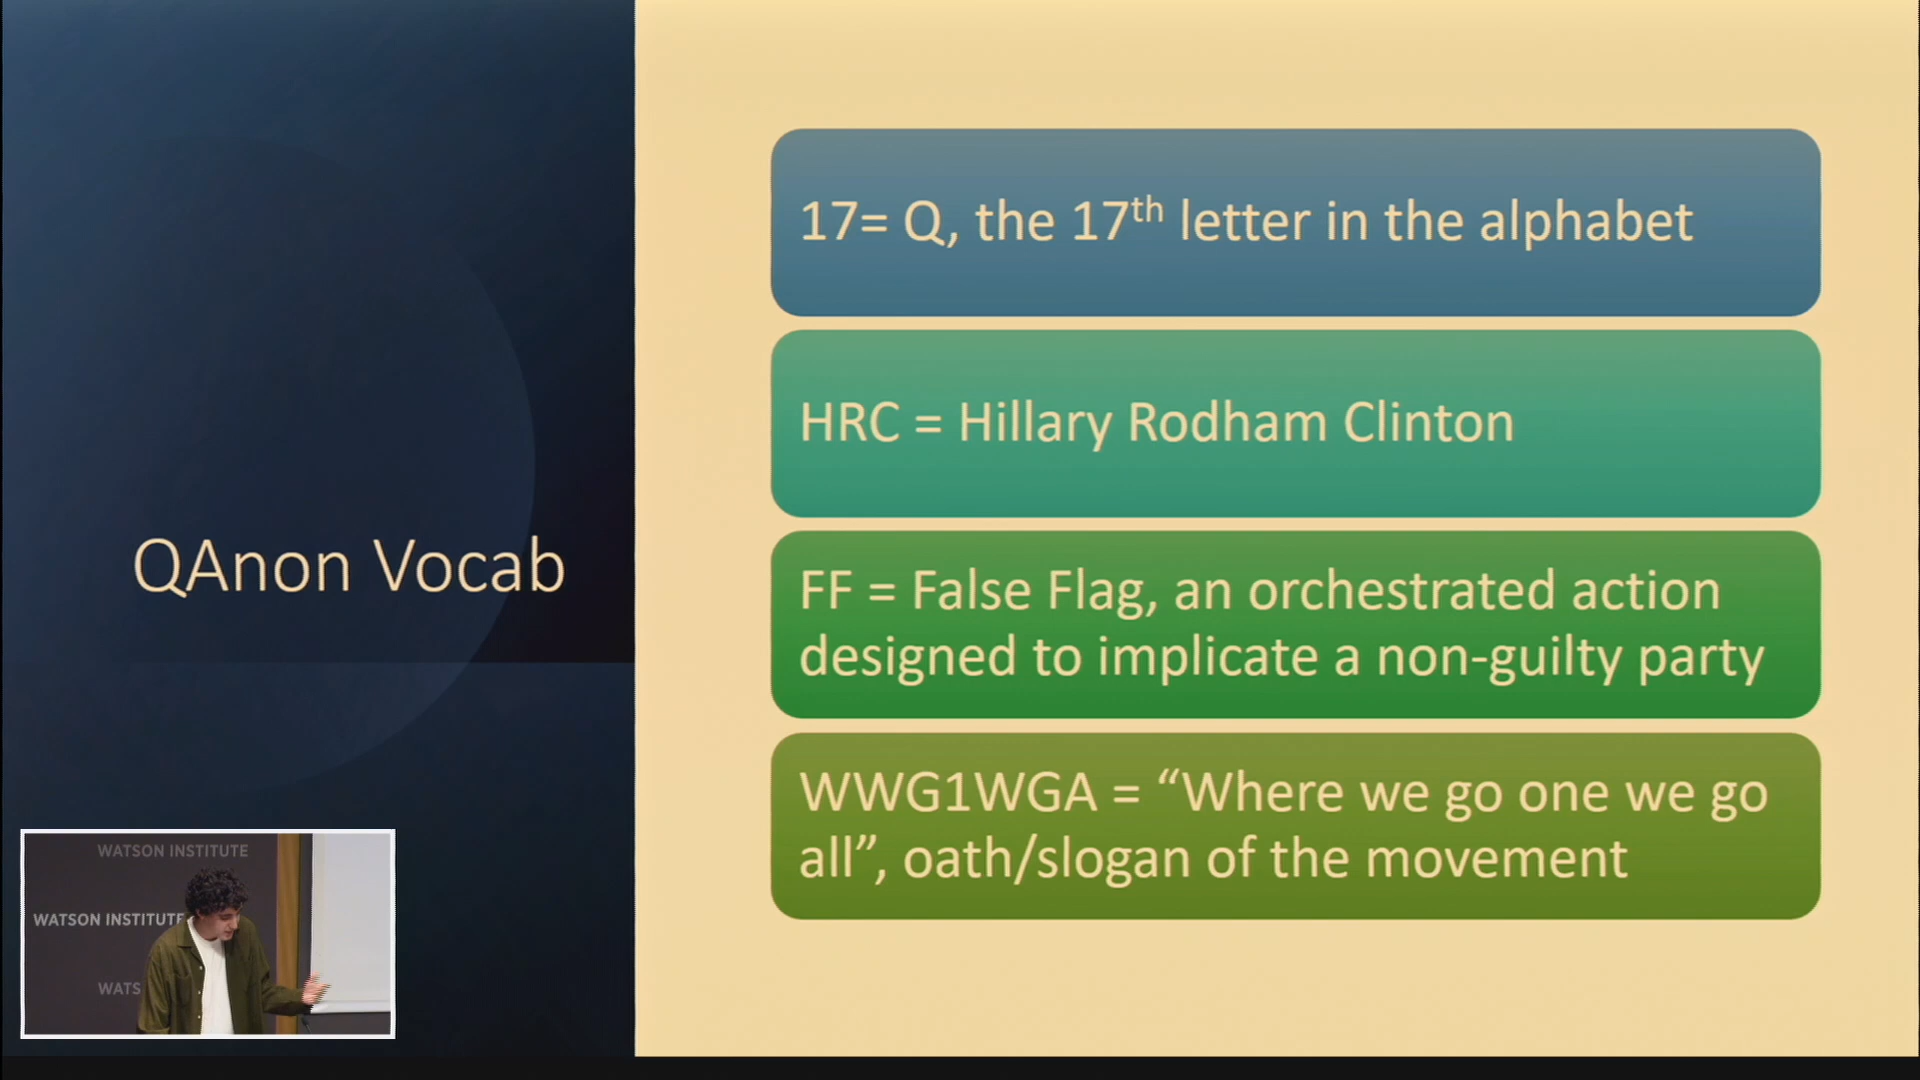 QAnon Vocab
17= Q, the 17th letter in the alphabet
HRC = Hillary Rodham Clinton
FF = False Flag, an orchestrated action
designed to implicate a non-guilty party
WWG1WGA = “Where we go one we go
all”, oath/slogan of the movement
WATSON INSTITUTE
WATSON INSTITUTE
WATS